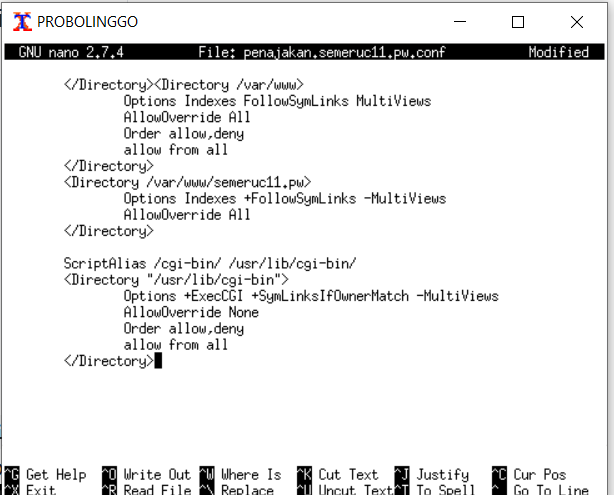 PROBOLINGGO
GNU nano 2.7.4 File: penajakan.semeruc11.pw.conf Modified
</Directory><Directory /var/www>
Options Indexes FollowSymLinks MultiViews
AllowOverride All
Order allow,deny
allow from all
</Directory>
<Directory /var/www/semeruc11.pw>
Options Indexes +FollowSymLinks -MultiViews
AllowOverride All
</Directory>
ScriptAlias /cgi-bin/ /usr/lib/cgi-bin/
<Directory "/usr/lib/cgi-bin">
Options +ExecCGI +SymLinksIfOwnerMatch -MultiViews
AllowOverride None
Order allow,deny
allow from all
</Directory>
^G Get Help ^O Write Out ^W Where Is ^K Cut Text ^J Justify ^C Cur Pos
^X Exit ^R Read File ^\ Replace ^U Uncut Text ^T To Spell ^_ Go To Line